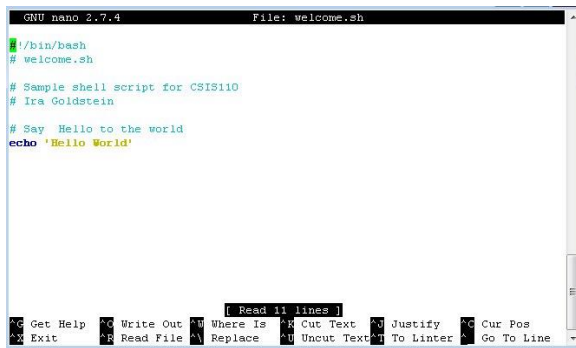 GNU nano 2.7.4 File: welcome.sh
#!/bin/bash
# welcome.sh
# Sample shell script for CSIS110
# Ira Goldstein
# Say  Hello to the world
echo 'Hello World'
[ Read 11 lines ]
^G Get Help ^O Write Out ^W Where Is ^K Cut Text ^J Justify ^C Cur Pos
^X Exit ^R Read File ^\ Replace ^U Uncut Text ^T To Linter ^_ Go To Line